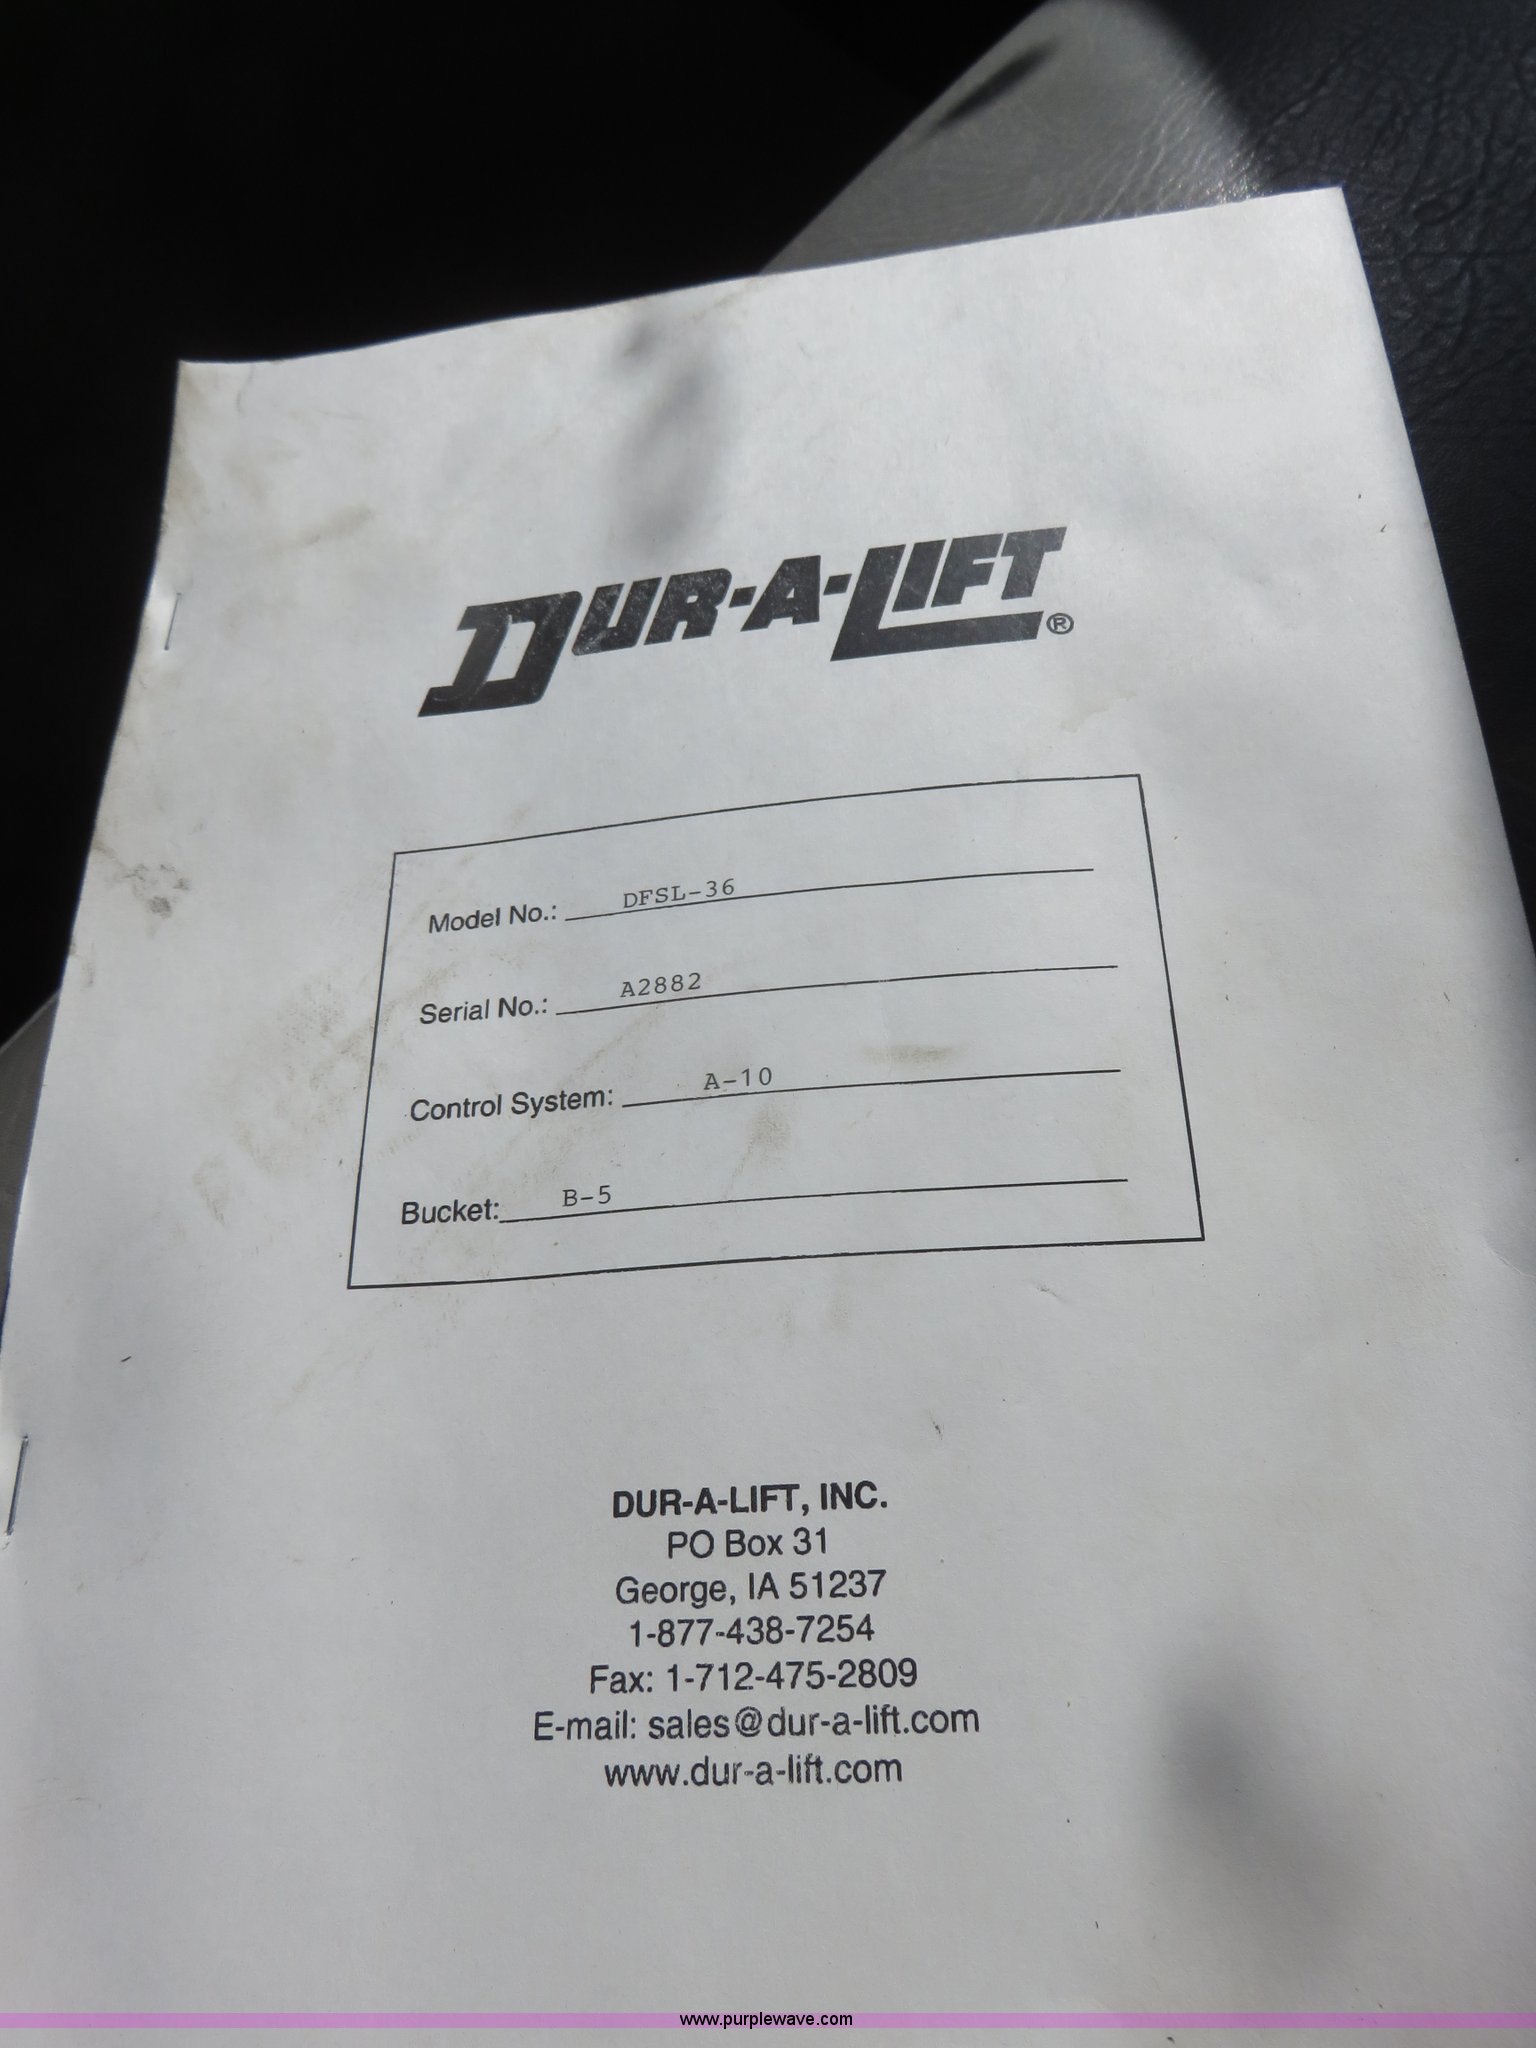 DUR-A-LIFT®
Model No.: DFSL-36
Serial No.: A2882
Control System: A-10
Bucket: B-5
DUR-A-LIFT, INC.
PO Box 31
George, IA 51237
1-877-438-7254
Fax: 1-712-475-2809
E-mail: sales@dur-a-lift.com
www.dur-a-lift.com
www.purplewave.com